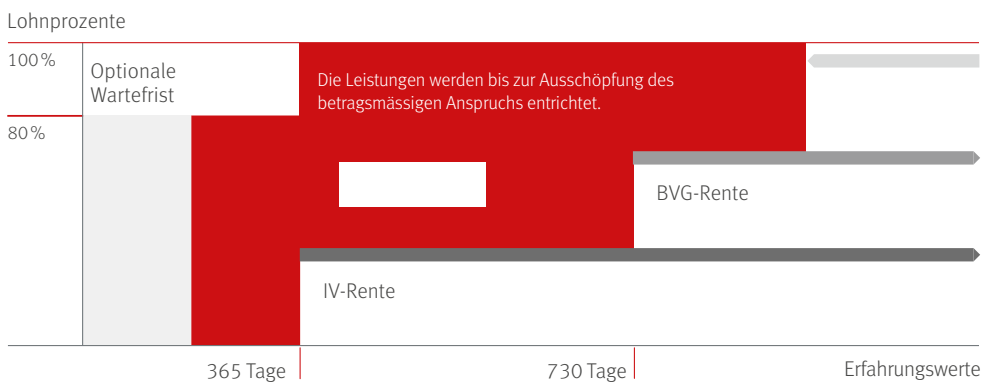 Lohnprozente
100%
Optionale
Wartefrist
Die Leistungen werden bis zur Ausschöpfung des
betragsmässigen Anspruchs entrichtet.
80%
BVG-Rente
IV-Rente
365 Tage
730 Tage
Erfahrungswerte